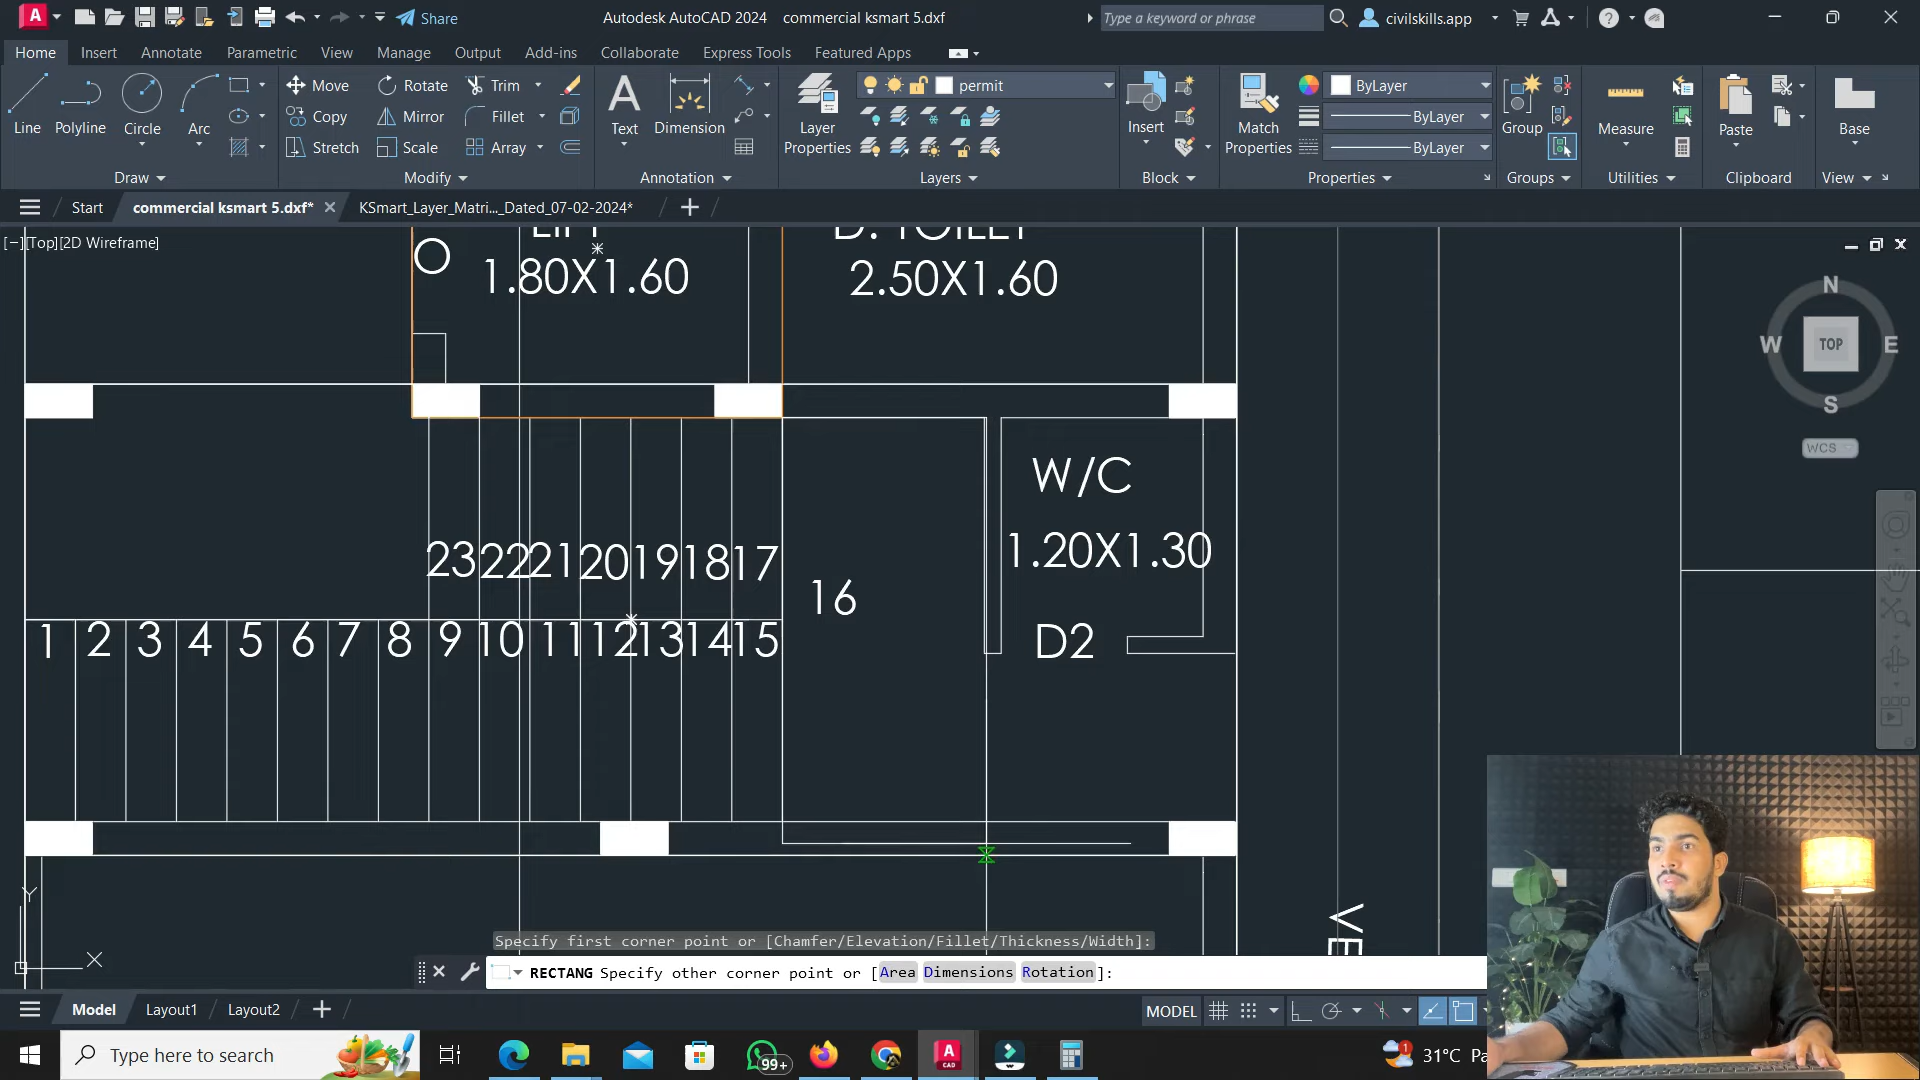 Share
Autodesk AutoCAD 2024 commercial ksmart 5.dxf
Type a keyword or phrase
civilskills.app
Home Insert Annotate Parametric View Manage Output Add-ins Collaborate Express Tools Featured Apps
Line Polyline Circle Arc
Move Rotate Trim
Copy Mirror Fillet
Stretch Scale Array
Text Dimension
Layer Properties
permit
Insert
Match Properties
ByLayer
ByLayer
ByLayer
Group
Measure
Paste
Base
Draw Modify Annotation Layers Block Properties Groups Utilities Clipboard View
Start commercial ksmart 5.dxf* KSmart_Layer_Matri..._Dated_07-02-2024*
[−][Top][2D Wireframe]
LIFT
1.80X1.60
D. TOILET
2.50X1.60
N
W TOP E
S
WCS
W/C
1.20X1.30
D2
23 22 21 20 19 18 17
16
1 2 3 4 5 6 7 8 9 10 11 12 13 14 15
VE
Y
X
Specify first corner point or [Chamfer/Elevation/Fillet/Thickness/Width]:
RECTANG Specify other corner point or [Area Dimensions Rotation]:
Model Layout1 Layout2
MODEL
Type here to search
99+
A
CAD
1
31°C